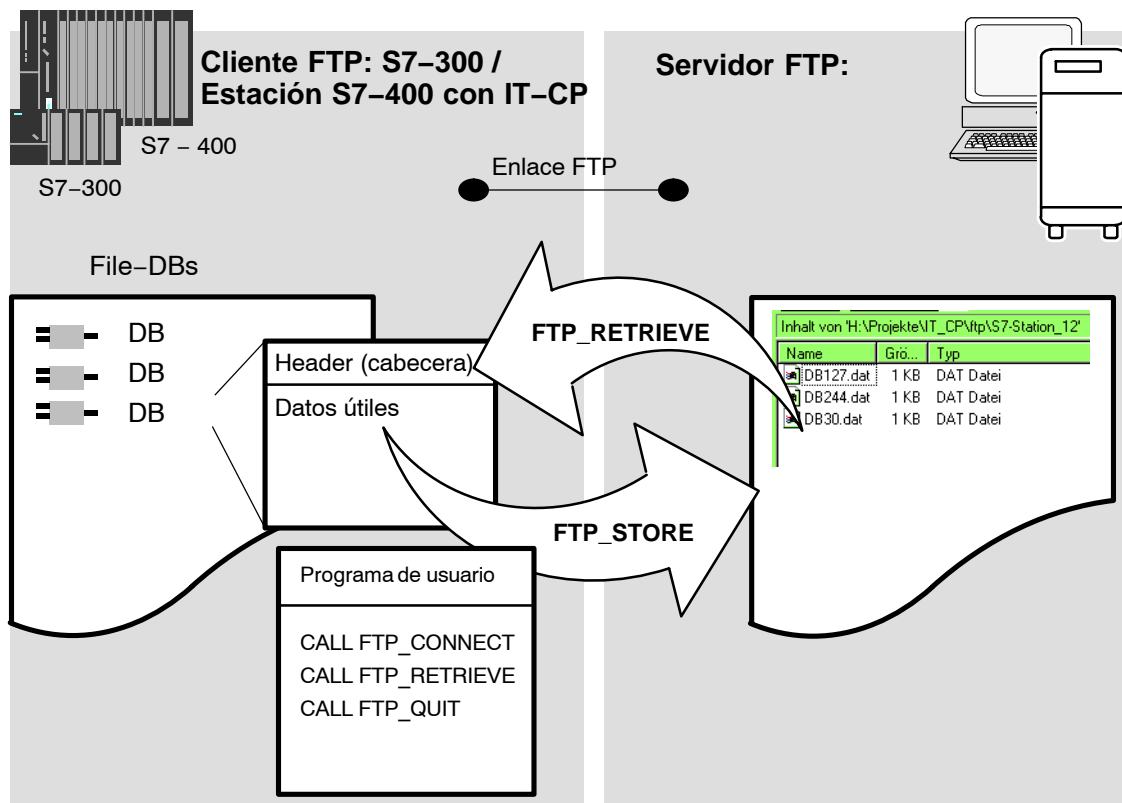 Cliente FTP: S7–300 /
Estación S7–400 con IT–CP
Servidor FTP:
S7 – 400
S7–300
Enlace FTP
File–DBs
DB
DB
DB
Header (cabecera)
Datos útiles
FTP_RETRIEVE
FTP_STORE
Inhalt von 'H:\Projekte\IT_CP\ftp\S7-Station_12'
Name Grö... Typ
DB127.dat 1 KB DAT Datei
DB244.dat 1 KB DAT Datei
DB30.dat 1 KB DAT Datei
Programa de usuario
CALL FTP_CONNECT
CALL FTP_RETRIEVE
CALL FTP_QUIT